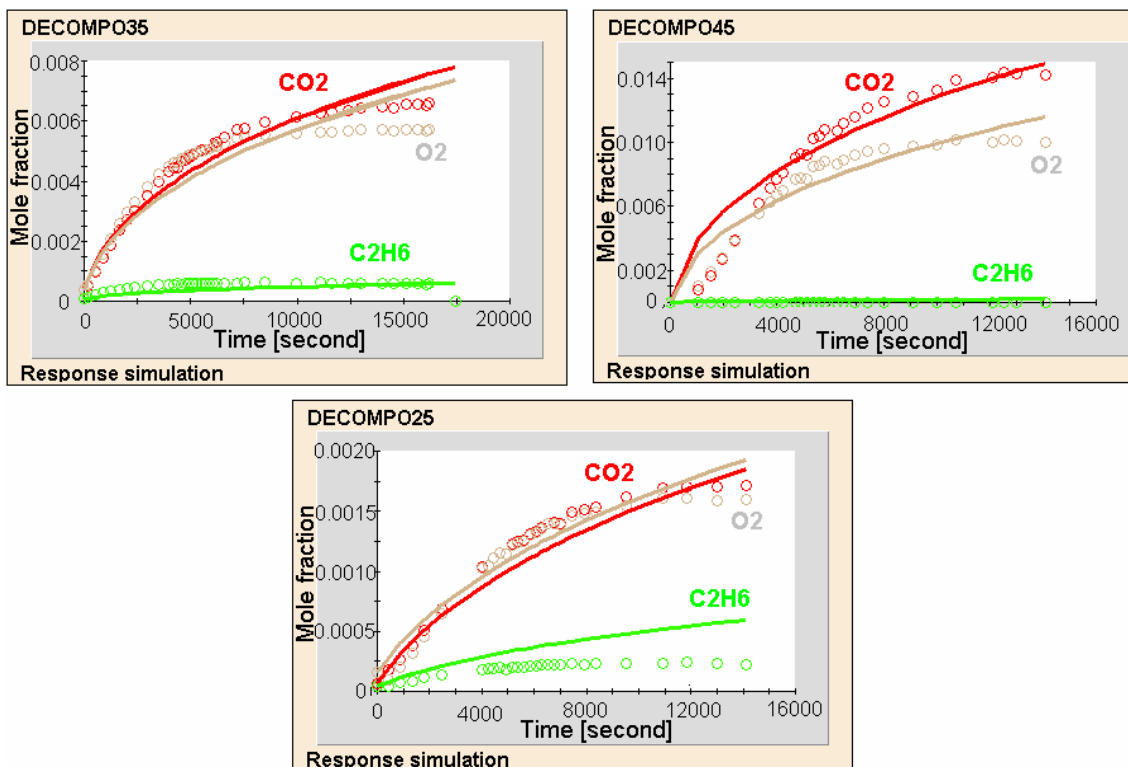 DECOMPO35
0.008
0.006
0.004
0.002
0
Mole fraction
CO2
O2
C2H6
0 5000 10000 15000 20000
Time [second]
Response simulation
DECOMPO45
0.014
0.010
0.006
0.002
0
Mole fraction
CO2
O2
C2H6
0 4000 8000 12000 16000
Time [second]
Response simulation
DECOMPO25
0.0020
0.0015
0.0010
0.0005
0
Mole fraction
CO2
O2
C2H6
0 4000 8000 12000 16000
Time [second]
Response simulation